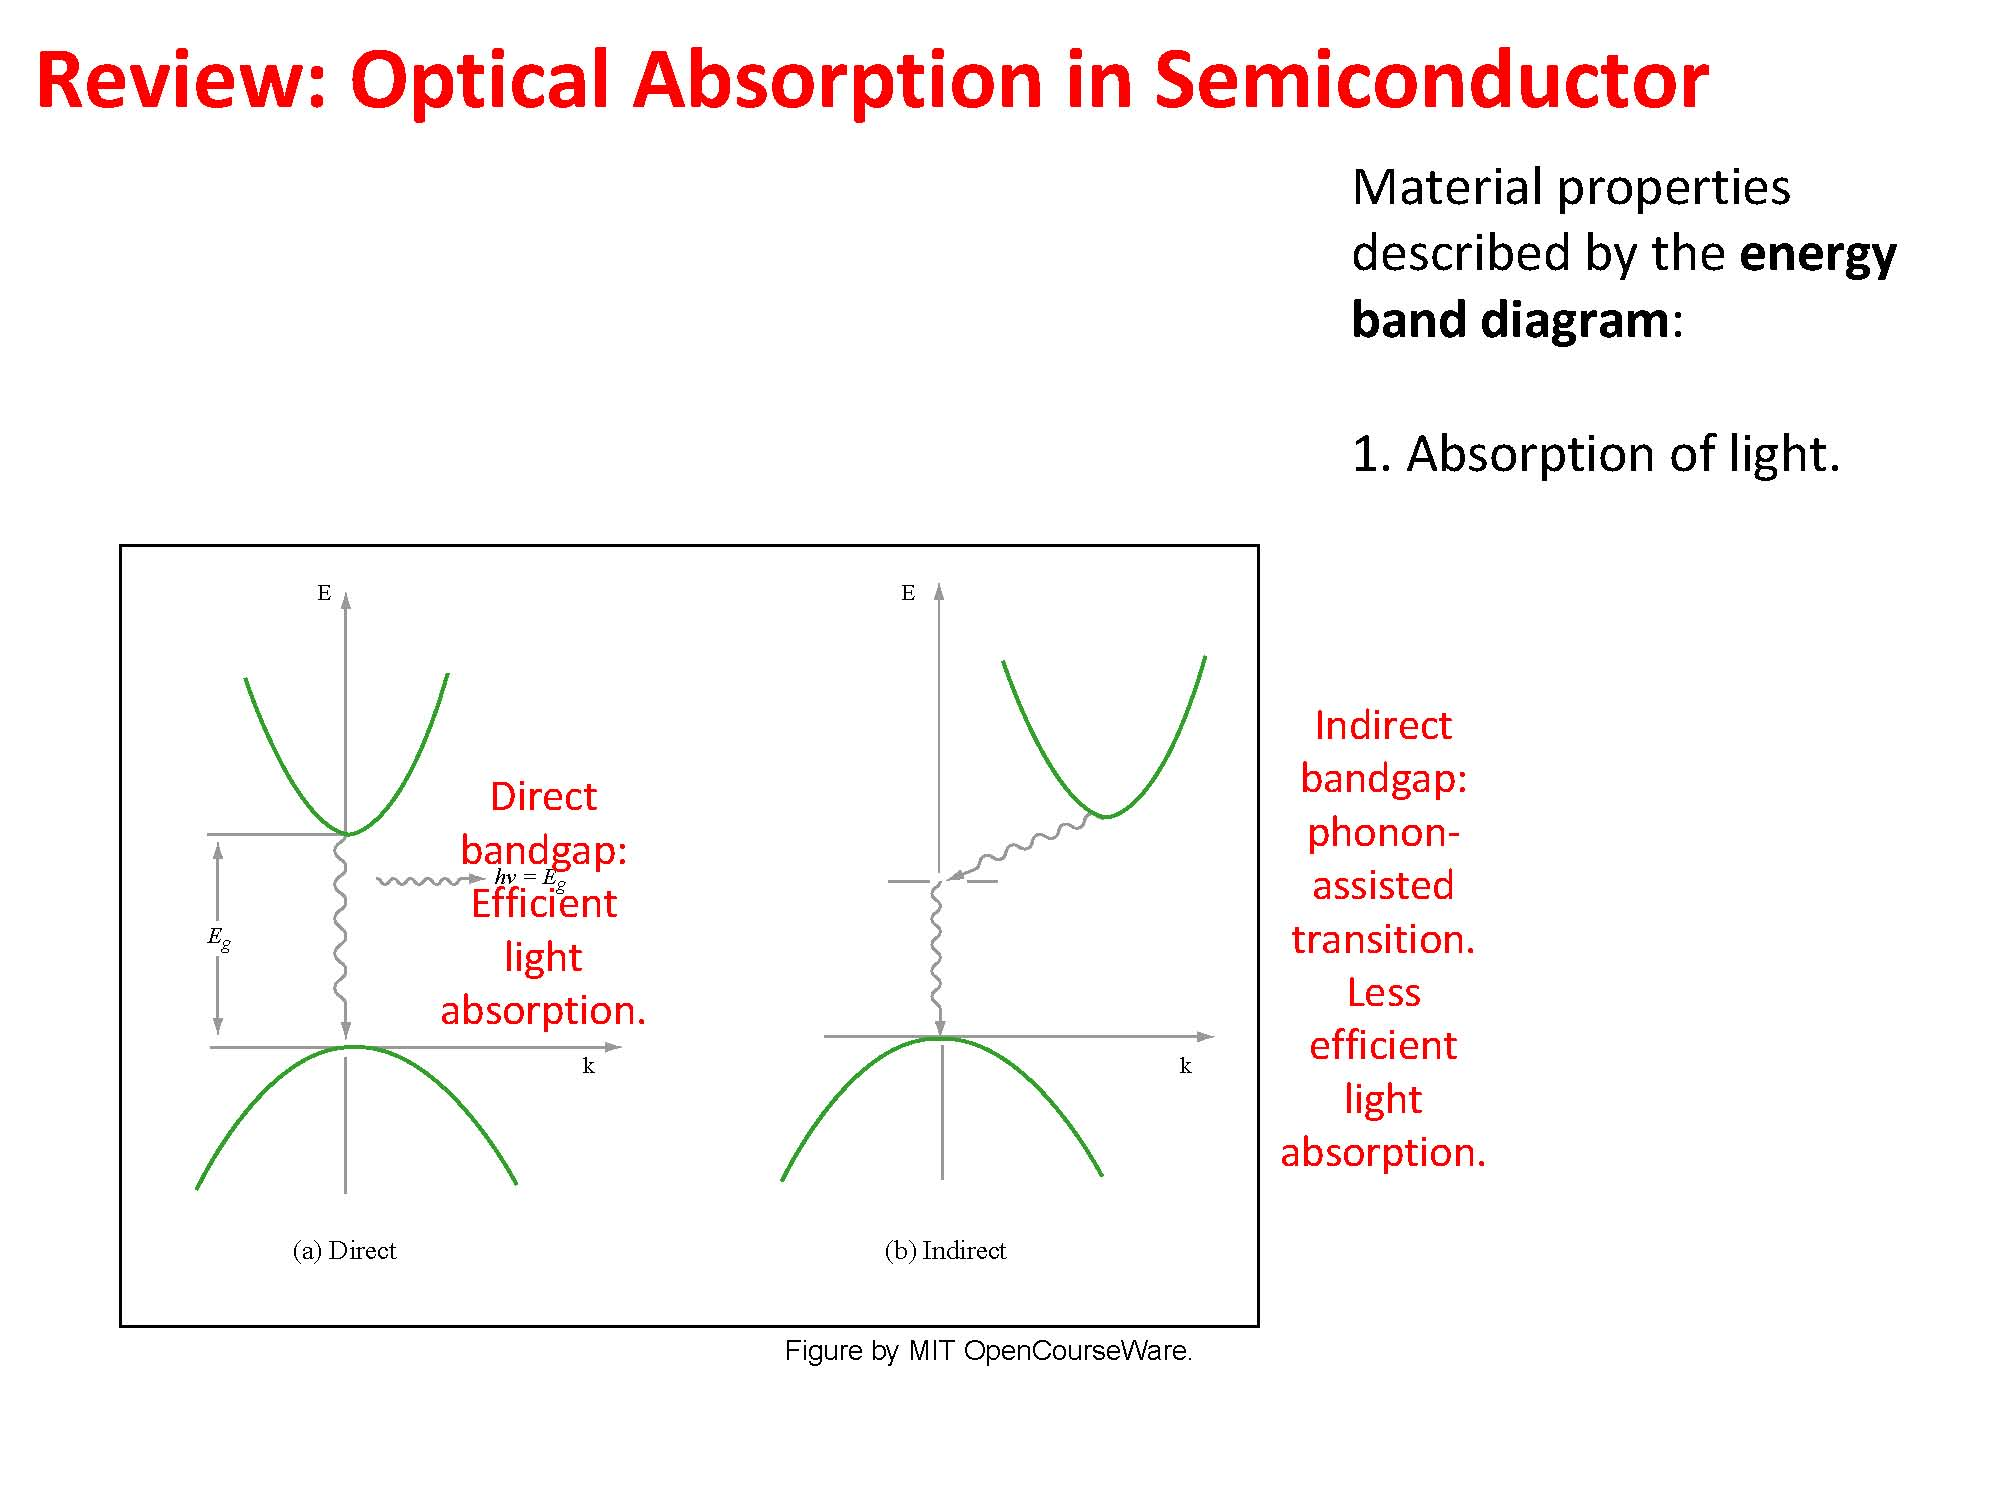 Review: Optical Absorption in Semiconductor
Material properties
described by the energy
band diagram:
1. Absorption of light.
E
Direct
bandgap:
hν = Eg
Efficient
light
absorption.
Eg
k
(a) Direct
E
k
(b) Indirect
Indirect
bandgap:
phonon-
assisted
transition.
Less
efficient
light
absorption.
Figure by MIT OpenCourseWare.